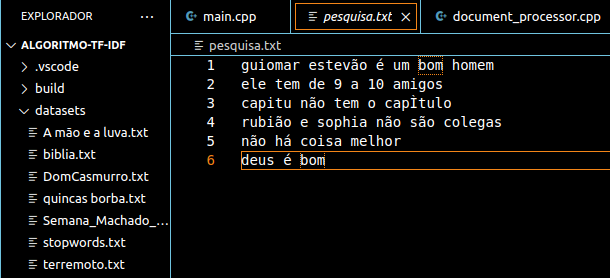 EXPLORADOR ···
ALGORITMO-TF-IDF
.vscode
build
datasets
A mão e a luva.txt
biblia.txt
DomCasmurro.txt
quincas borba.txt
Semana_Machado_...
stopwords.txt
terremoto.txt
main.cpp pesquisa.txt document_processor.cpp
pesquisa.txt
1 guiomar estevão é um bom homem
2 ele tem de 9 a 10 amigos
3 capitu não tem o capÌtulo
4 rubião e sophia não são colegas
5 não há coisa melhor
6 deus é bom